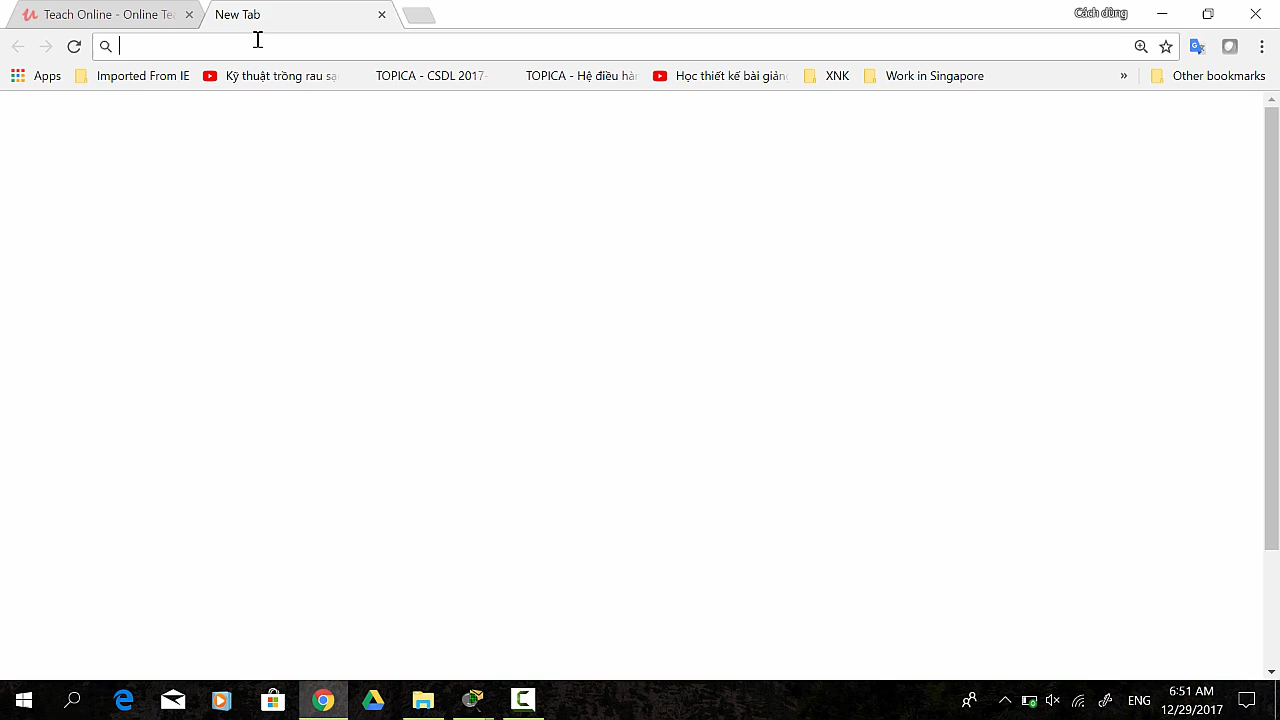 Teach Online - Online Te
New Tab
Cách dùng
Apps
Imported From IE
Kỹ thuật trồng rau sạ
TOPICA - CSDL 2017-
TOPICA - Hệ điều hàn
Học thiết kế bài giảng
XNK
Work in Singapore
»
Other bookmarks
ENG
6:51 AM
12/29/2017